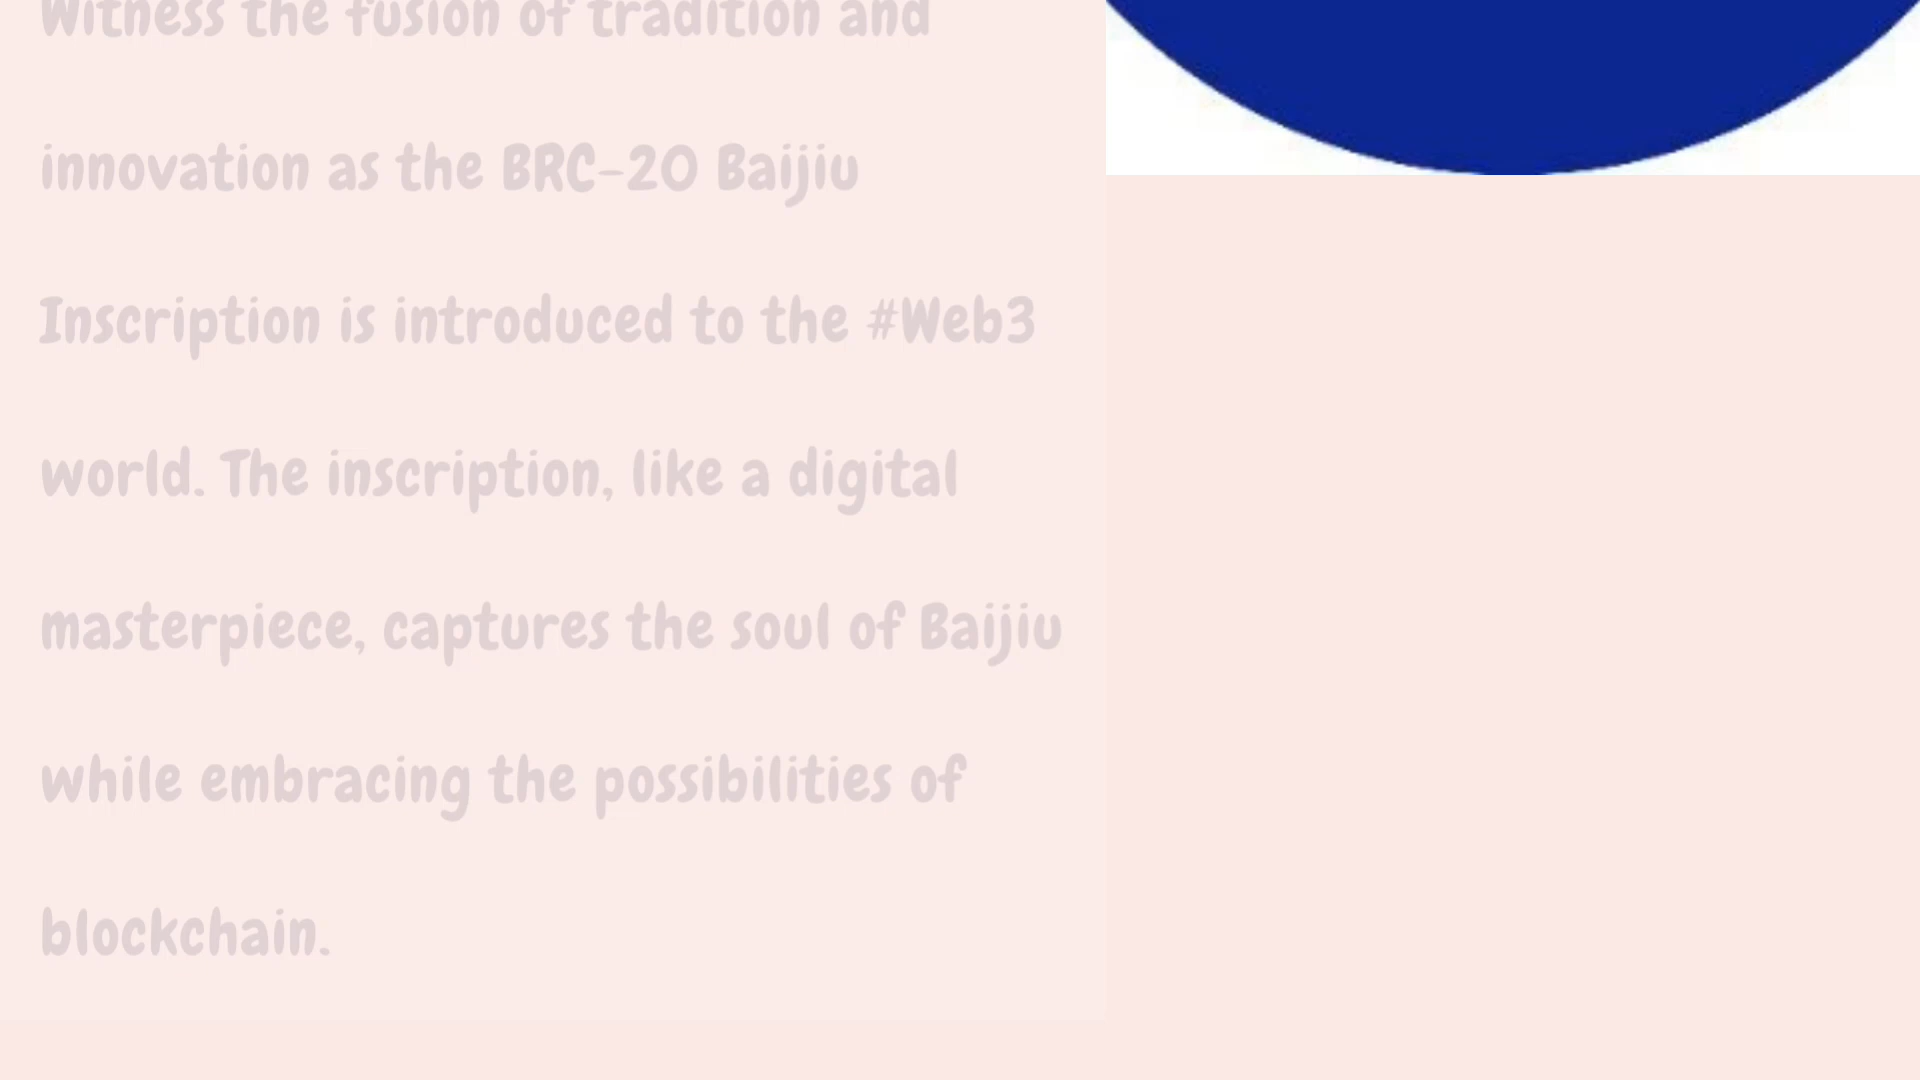 Witness the fusion of tradition and
innovation as the BRC-20 Baijiu
Inscription is introduced to the #Web3
world. The inscription, like a digital
masterpiece, captures the soul of Baijiu
while embracing the possibilities of
blockchain.